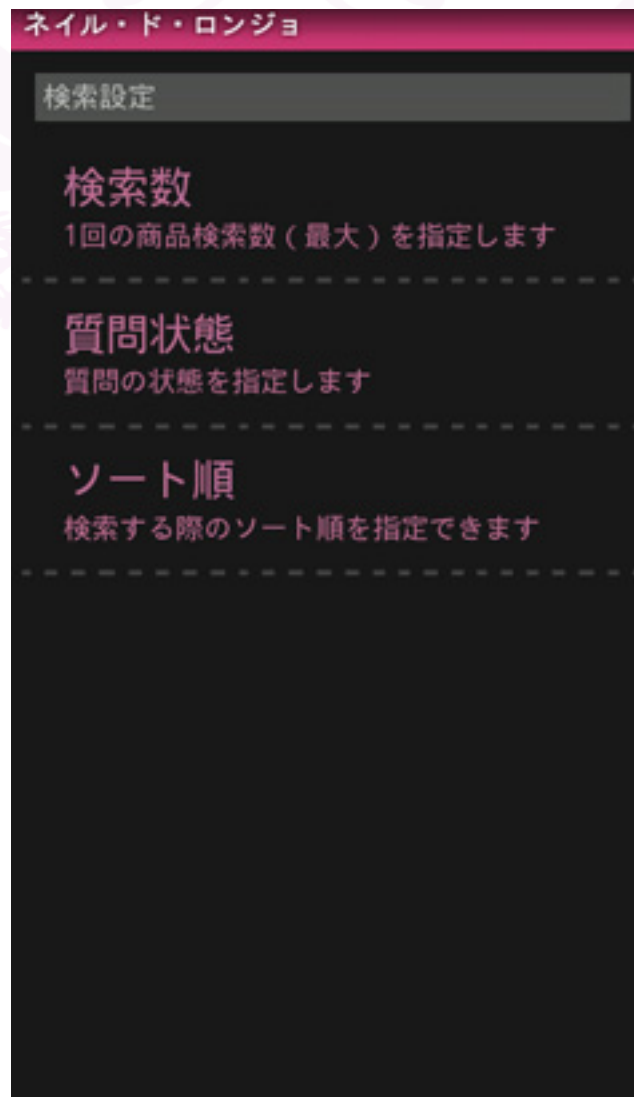 ネイル・ド・ロンジョ
検索設定
検索数
1回の商品検索数(最大)を指定します
質問状態
質問の状態を指定します
ソート順
検索する際のソート順を指定できます